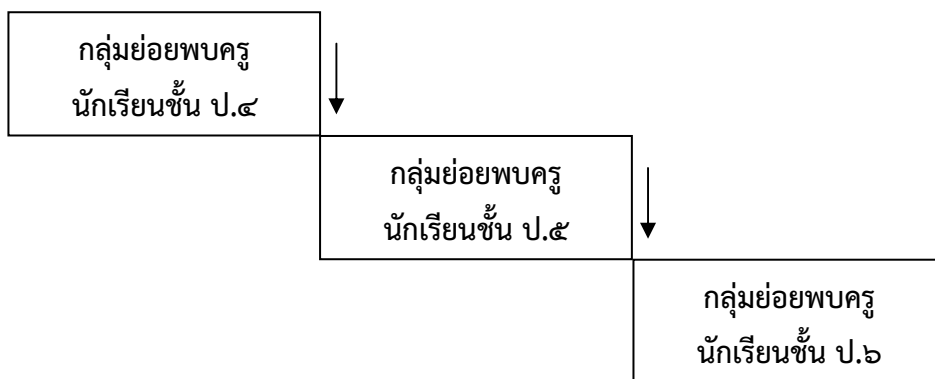 กลุ่มย่อยพบครู
นักเรียนชั้น ป.๔
กลุ่มย่อยพบครู
นักเรียนชั้น ป.๕
กลุ่มย่อยพบครู
นักเรียนชั้น ป.๖